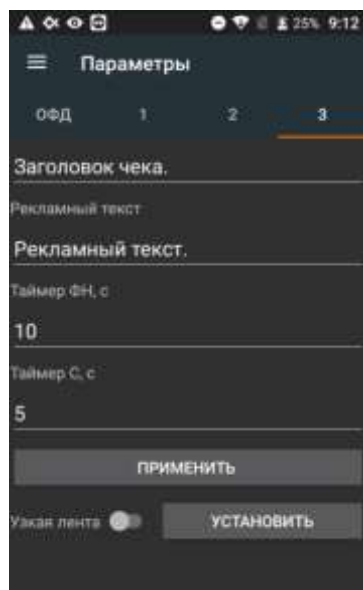 25% 9:12
Параметры
ОФД 1 2 3
Заголовок чека.
Рекламный текст
Рекламный текст.
Таймер ФН, с
10
Таймер С, с
5
ПРИМЕНИТЬ
Узкая лента УСТАНОВИТЬ